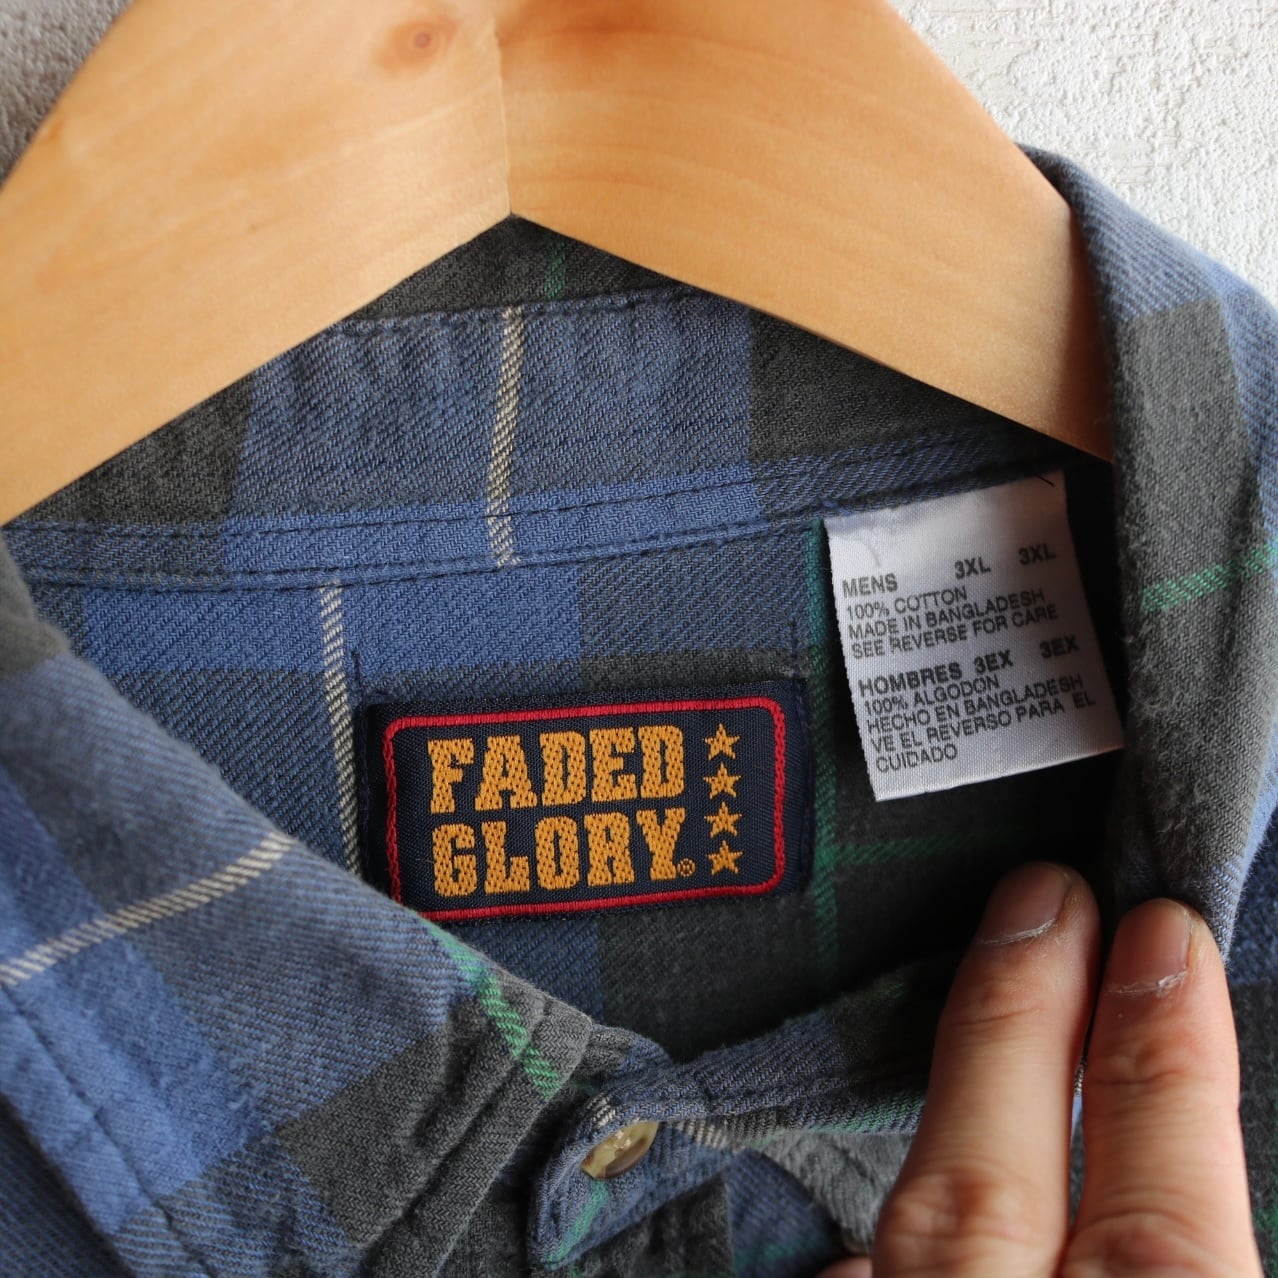 FADED
GLORY®
MENS 3XL 3XL
100% COTTON
MADE IN BANGLADESH
SEE REVERSE FOR CARE
HOMBRES 3EX 3EX
100% ALGODON
HECHO EN BANGLADESH
VE EL REVERSO PARA EL
CUIDADO